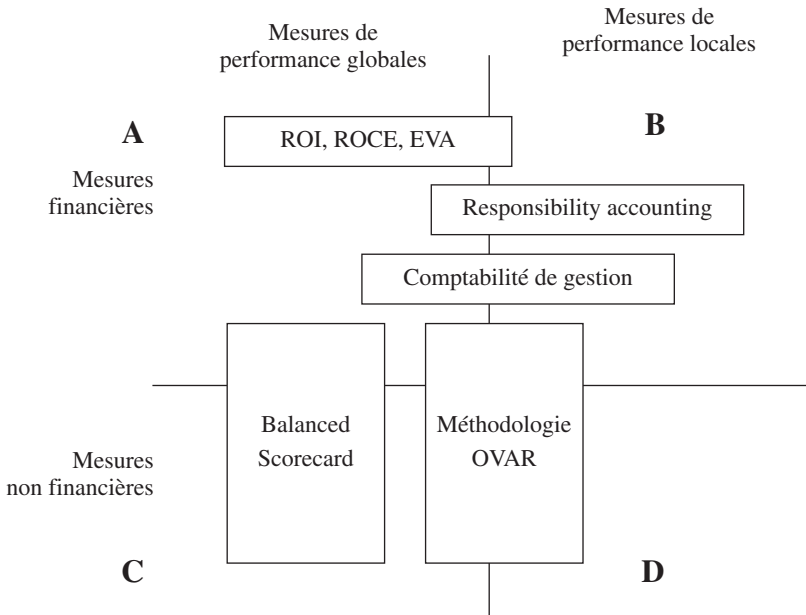 Mesures de
performance globales
Mesures de
performance locales
A
B
ROI, ROCE, EVA
Mesures
financières
Responsibility accounting
Comptabilité de gestion
Balanced
Scorecard
Méthodologie
OVAR
Mesures
non financières
C
D